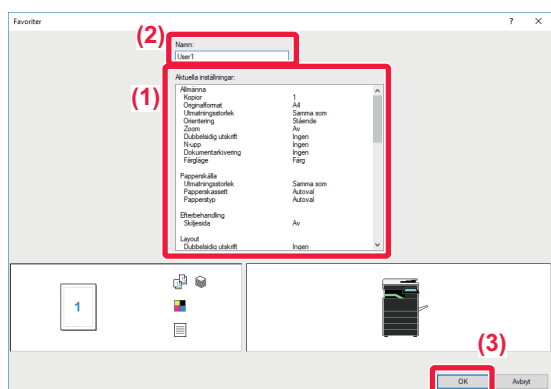 Favoriter ? ×
(2)
Namn:
User1
(1)
Aktuella inställningar:
Allmänna
Kopior 1
Originalformat A4
Utmatningsstorlek Samma som
Orientering Stående
Zoom Av
Dubbelsidig utskrift Ingen
N-upp Ingen
Dokumentarkivering Ingen
Färgläge Färg
Papperskälla
Utmatningsstorlek Samma som
Papperskassett Autoval
Papperstyp Autoval
Efterbehandling
Skiljesida Av
Layout
Dubbelsidig utskrift Ingen
1
(3)
OK Avbryt